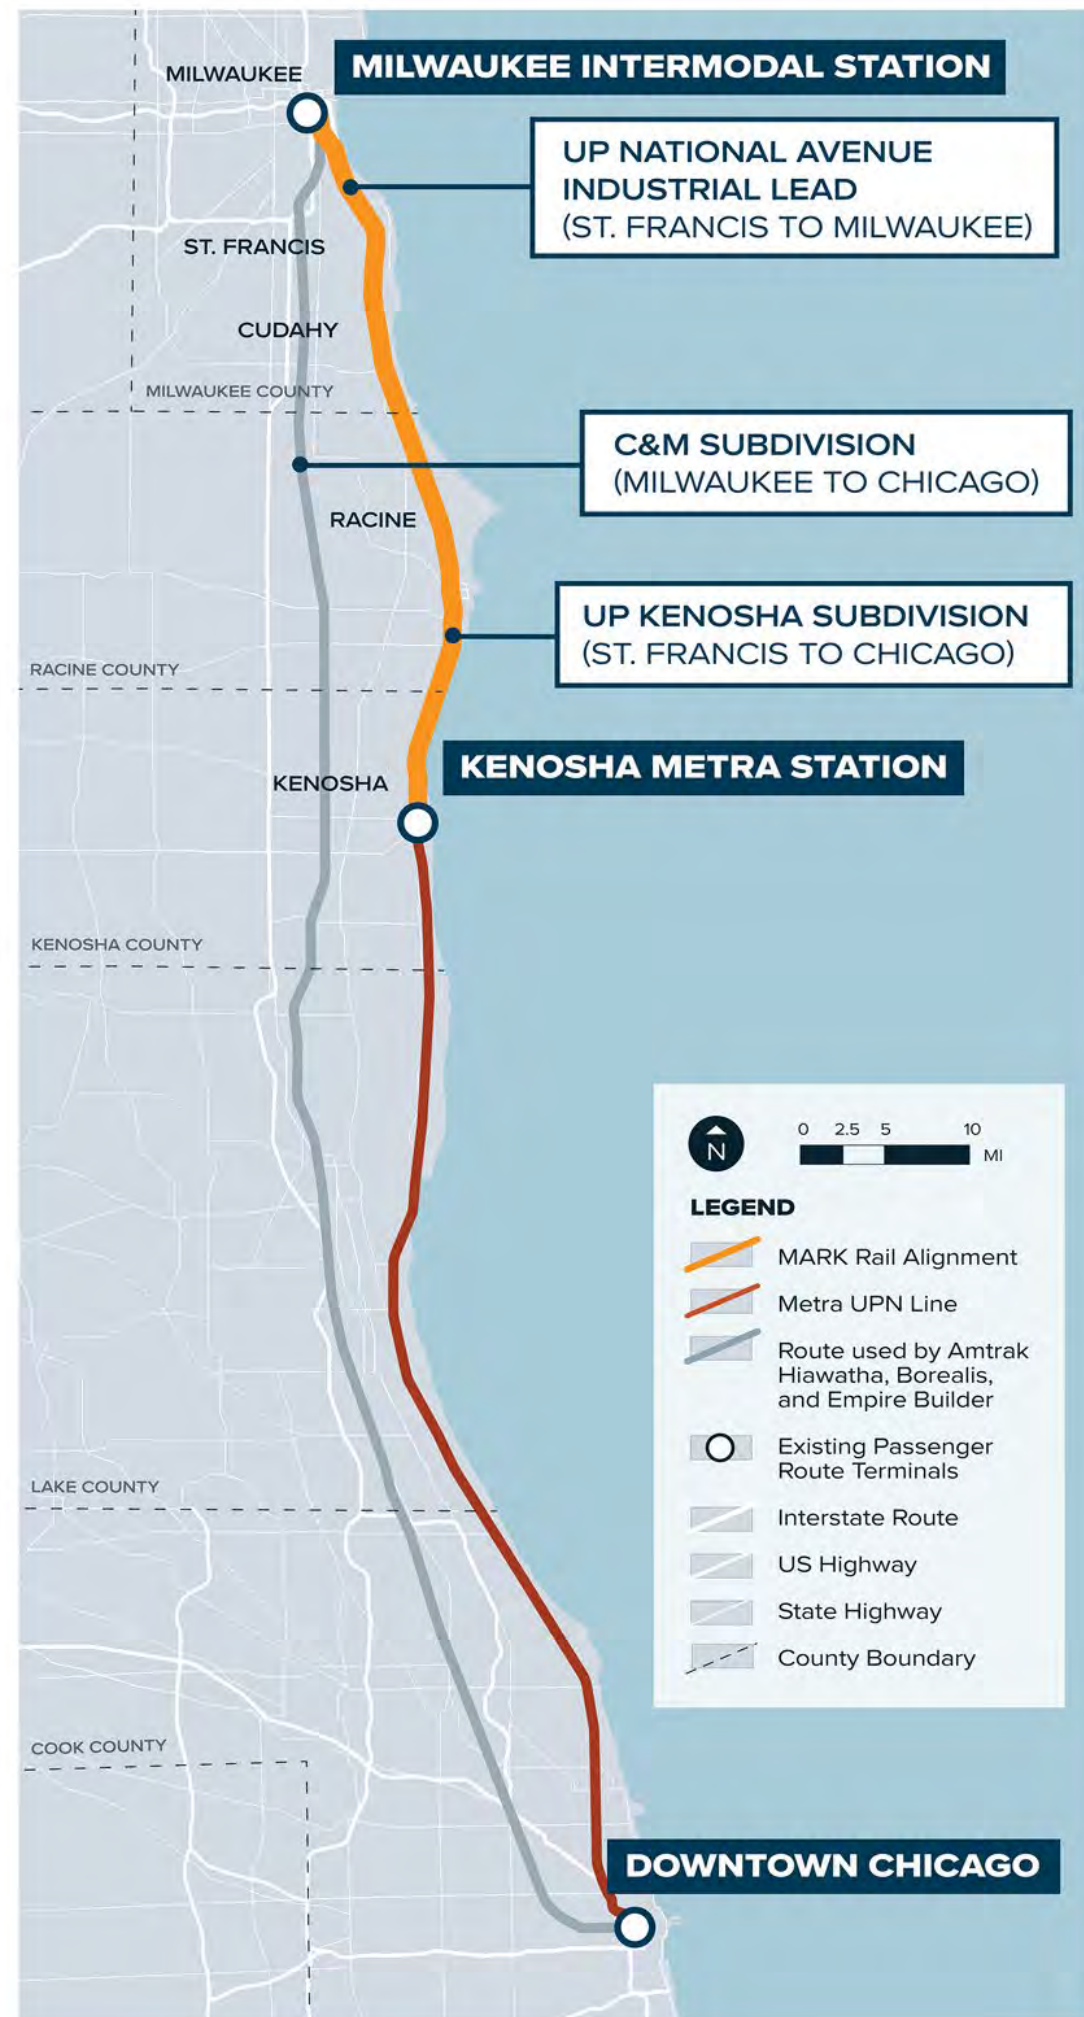 MILWAUKEE
MILWAUKEE INTERMODAL STATION
UP NATIONAL AVENUE
INDUSTRIAL LEAD
(ST. FRANCIS TO MILWAUKEE)
ST. FRANCIS
CUDAHY
MILWAUKEE COUNTY
C&M SUBDIVISION
(MILWAUKEE TO CHICAGO)
RACINE
UP KENOSHA SUBDIVISION
(ST. FRANCIS TO CHICAGO)
RACINE COUNTY
KENOSHA METRA STATION
KENOSHA
KENOSHA COUNTY
N
0 2.5 5 10
MI
LEGEND
MARK Rail Alignment
Metra UPN Line
Route used by Amtrak
Hiawatha, Borealis,
and Empire Builder
Existing Passenger
Route Terminals
Interstate Route
US Highway
State Highway
County Boundary
LAKE COUNTY
COOK COUNTY
DOWNTOWN CHICAGO